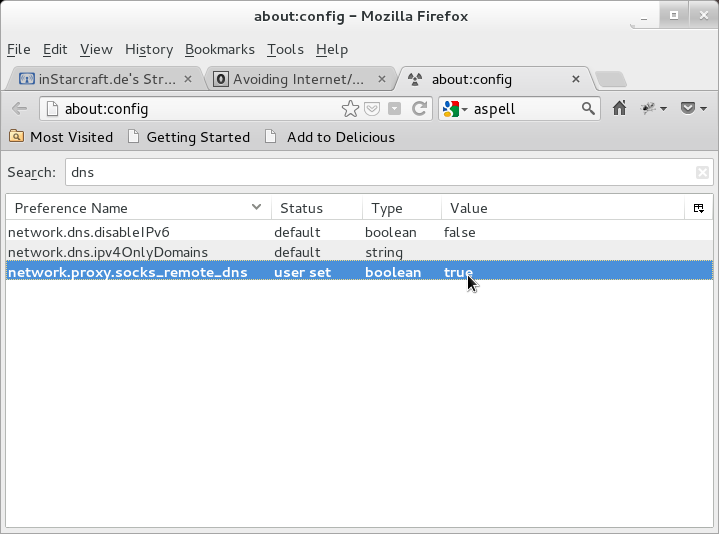 about:config - Mozilla Firefox
File Edit View History Bookmarks Tools Help
inStarcraft.de's Str... Avoiding Internet/... about:config
about:config aspell
Most Visited Getting Started Add to Delicious
Search: dns
Preference Name Status Type Value
network.dns.disableIPv6 default boolean false
network.dns.ipv4OnlyDomains default string
network.proxy.socks_remote_dns user set boolean true